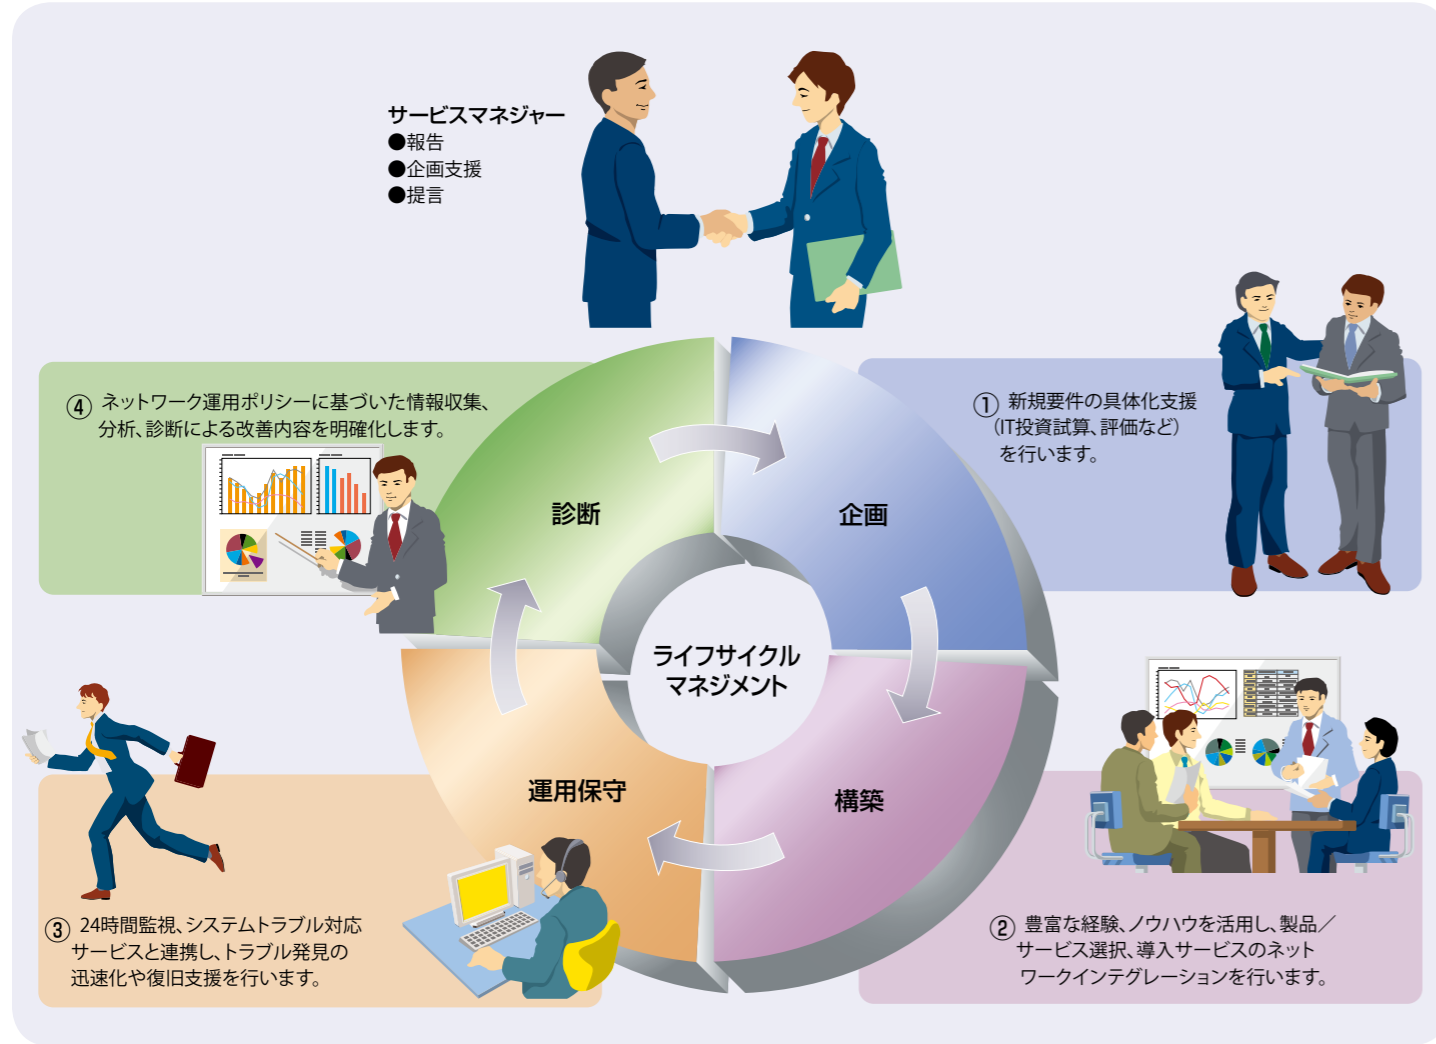 サービスマネジャー
●報告
●企画支援
●提言
④ ネットワーク運用ポリシーに基づいた情報収集、
分析、診断による改善内容を明確化します。
① 新規要件の具体化支援
（IT投資試算、評価など）
を行います。
診断
企画
ライフサイクル
マネジメント
運用保守
構築
③ 24時間監視、システムトラブル対応
サービスと連携し、トラブル発見の
迅速化や復旧支援を行います。
② 豊富な経験、ノウハウを活用し、製品／
サービス選択、導入サービスのネット
ワークインテグレーションを行います。